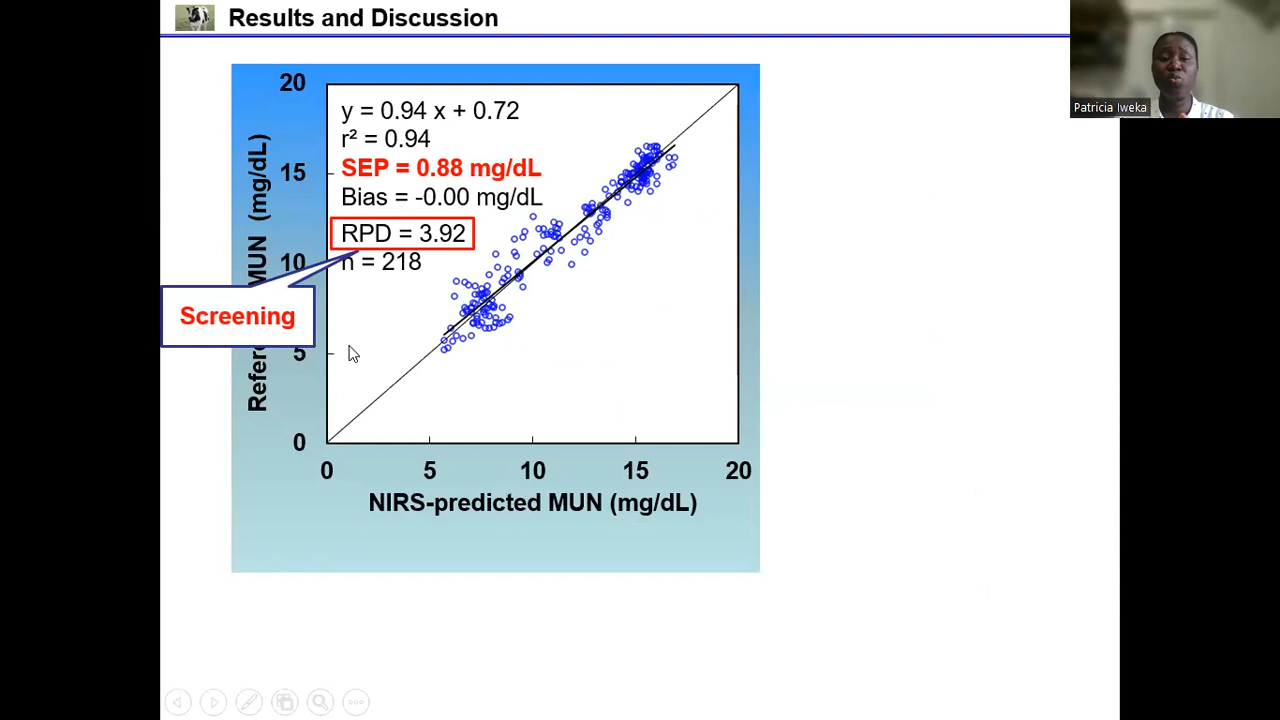 Results and Discussion
Patricia Iweka
y = 0.94 x + 0.72
r² = 0.94
SEP = 0.88 mg/dL
Bias = -0.00 mg/dL
RPD = 3.92
n = 218
Screening
MUN (mg/dL)
20
15
10
5
0
0 5 10 15 20
NIRS-predicted MUN (mg/dL)